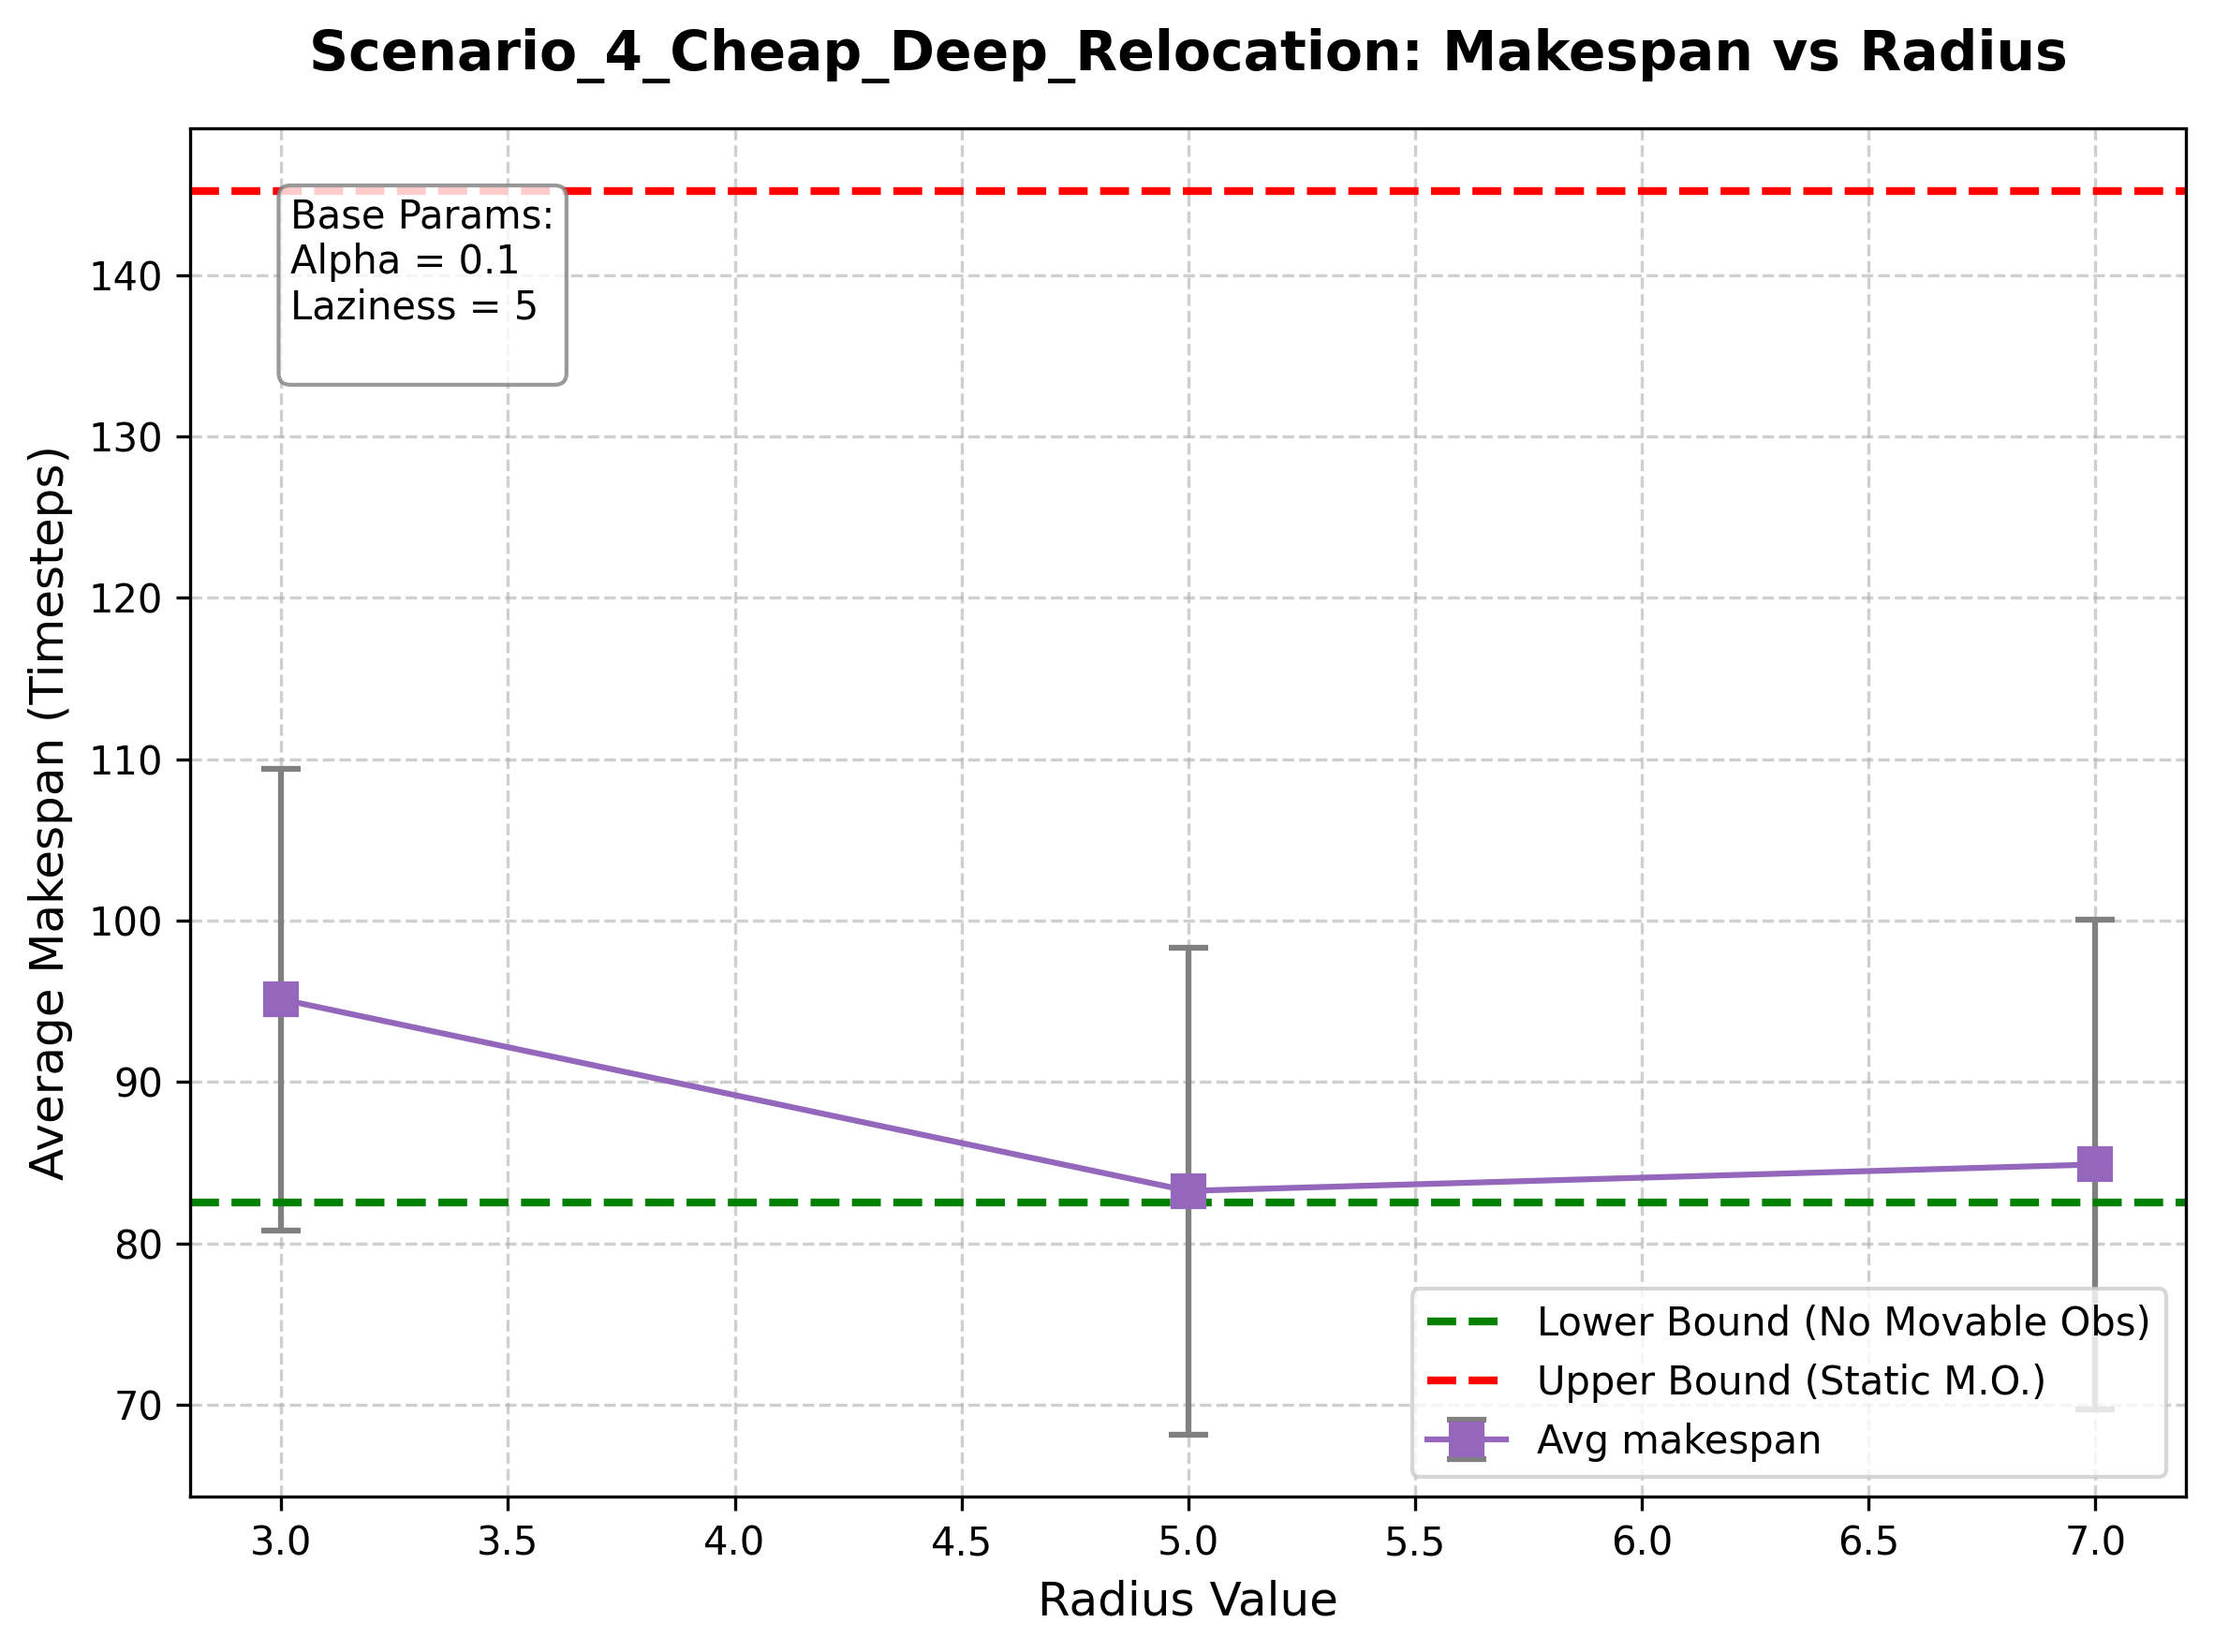 Scenario_4_Cheap_Deep_Relocation: Makespan vs Radius
Base Params:
Alpha = 0.1
Laziness = 5
Average Makespan (Timesteps)
140
130
120
110
100
90
80
70
Lower Bound (No Movable Obs)
Upper Bound (Static M.O.)
Avg makespan
3.0 3.5 4.0 4.5 5.0 5.5 6.0 6.5 7.0
Radius Value